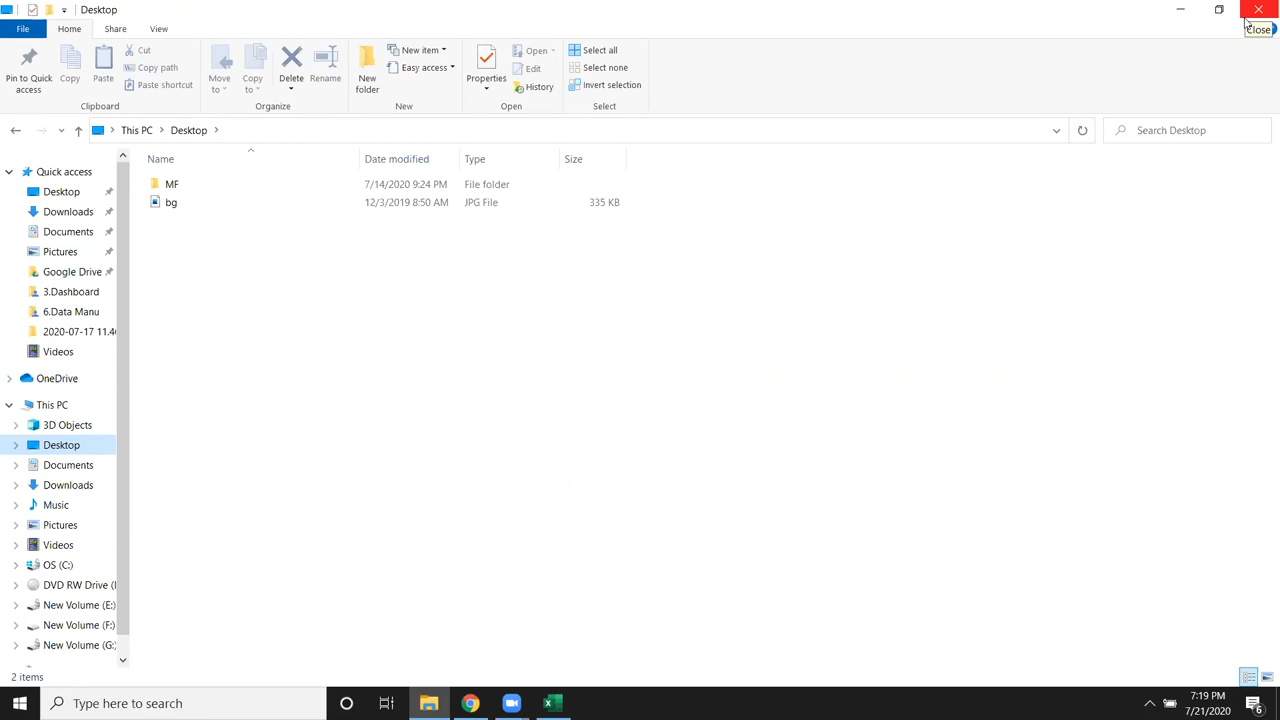 Desktop
Close
File Home Share View
Pin to Quick access
Copy
Paste
Cut
Copy path
Paste shortcut
Clipboard
Move to
Copy to
Delete
Rename
Organize
New folder
New item
Easy access
New
Properties
Open
Edit
History
Open
Select all
Select none
Invert selection
Select
This PC Desktop
Search Desktop
Name Date modified Type Size
MF 7/14/2020 9:24 PM File folder
bg 12/3/2019 8:50 AM JPG File 335 KB
Quick access
Desktop
Downloads
Documents
Pictures
Google Drive
3.Dashboard
6.Data Manu
2020-07-17 11.4
Videos
OneDrive
This PC
3D Objects
Desktop
Documents
Downloads
Music
Pictures
Videos
OS (C:)
DVD RW Drive (
New Volume (E:)
New Volume (F:)
New Volume (G:)
2 items
Type here to search
7:19 PM
7/21/2020
6